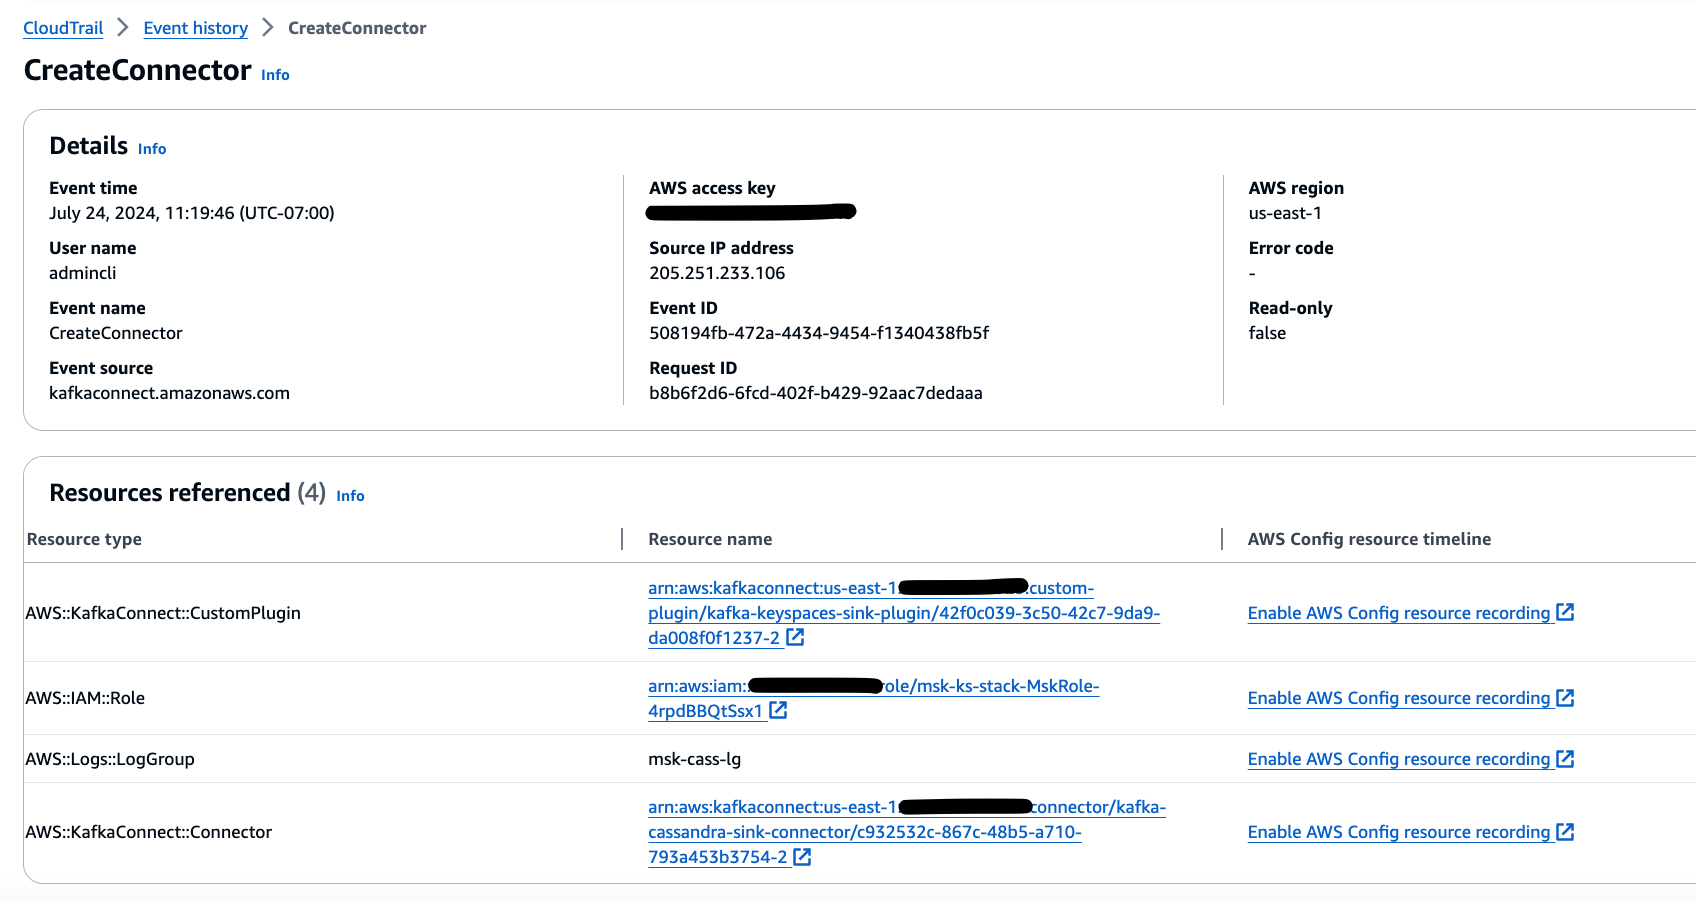 CloudTrail > Event history > CreateConnector
CreateConnector Info
Details Info
Event time
July 24, 2024, 11:19:46 (UTC-07:00)
User name
admincli
Event name
CreateConnector
Event source
kafkaconnect.amazonaws.com
AWS access key
Source IP address
205.251.233.106
Event ID
508194fb-472a-4434-9454-f1340438fb5f
Request ID
b8b6f2d6-6fcd-402f-b429-92aac7dedaaa
AWS region
us-east-1
Error code
-
Read-only
false
Resources referenced (4) Info
Resource type
Resource name
AWS Config resource timeline
AWS::KafkaConnect::CustomPlugin
arn:aws:kafkaconnect:us-east-1 :custom-
plugin/kafka-keyspaces-sink-plugin/42f0c039-3c50-42c7-9da9-
da008f0f1237-2
Enable AWS Config resource recording
AWS::IAM::Role
arn:aws:iam:: role/msk-ks-stack-MskRole-
4rpdBBQtSsx1
Enable AWS Config resource recording
AWS::Logs::LogGroup
msk-cass-lg
Enable AWS Config resource recording
AWS::KafkaConnect::Connector
arn:aws:kafkaconnect:us-east-1 connector/kafka-
cassandra-sink-connector/c932532c-867c-48b5-a710-
793a453b3754-2
Enable AWS Config resource recording